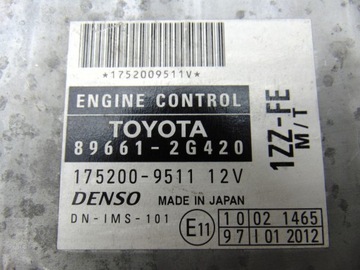 *1752009511V*
ENGINE CONTROL
TOYOTA
89661-2G420
1ZZ-FE
M/T
175200-9511 12V
DENSO MADE IN JAPAN
DN-IMS-101
E11
10 02 1465
97 I01 2012